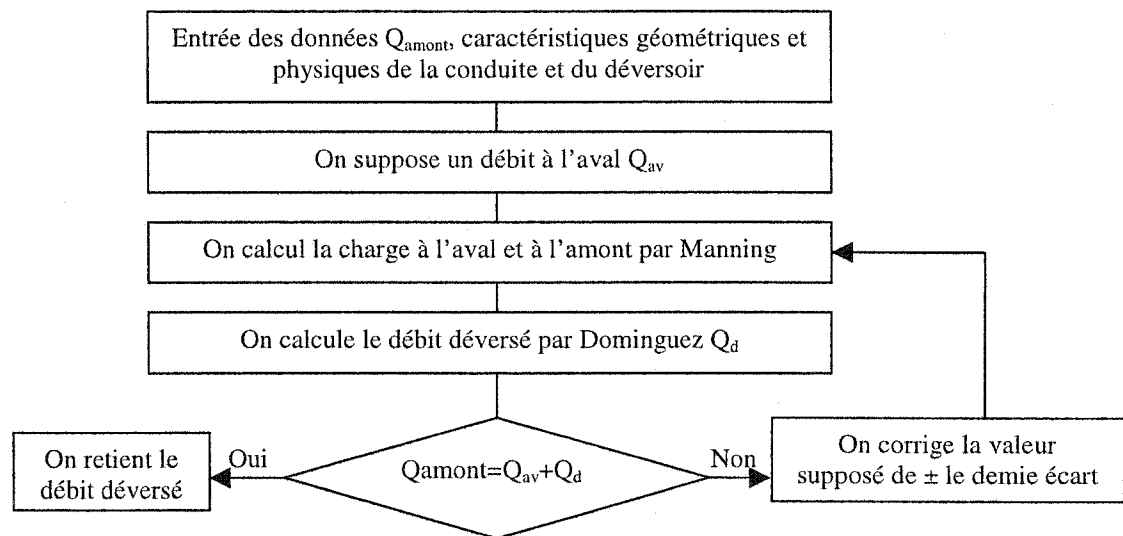 Entrée des données Qamont, caractéristiques géométriques et
physiques de la conduite et du déversoir
On suppose un débit à l'aval Qav
On calcul la charge à l'aval et à l'amont par Manning
On calcule le débit déversé par Dominguez Qd
On retient le
débit déversé
Oui
Qamont=Qav+Qd
Non
On corrige la valeur
supposé de ± le demie écart